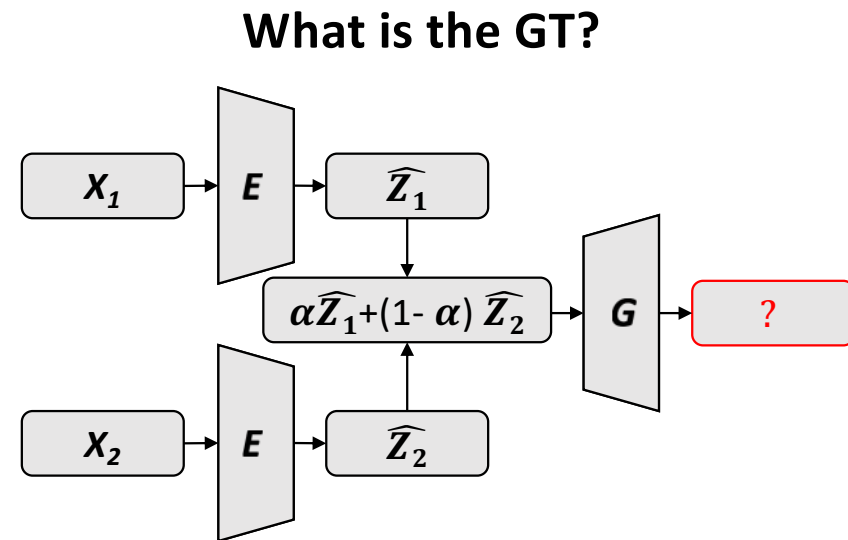 What is the GT?
X₁
E
Ẑ₁
αẐ₁+(1- α) Ẑ₂
G
?
X₂
E
Ẑ₂